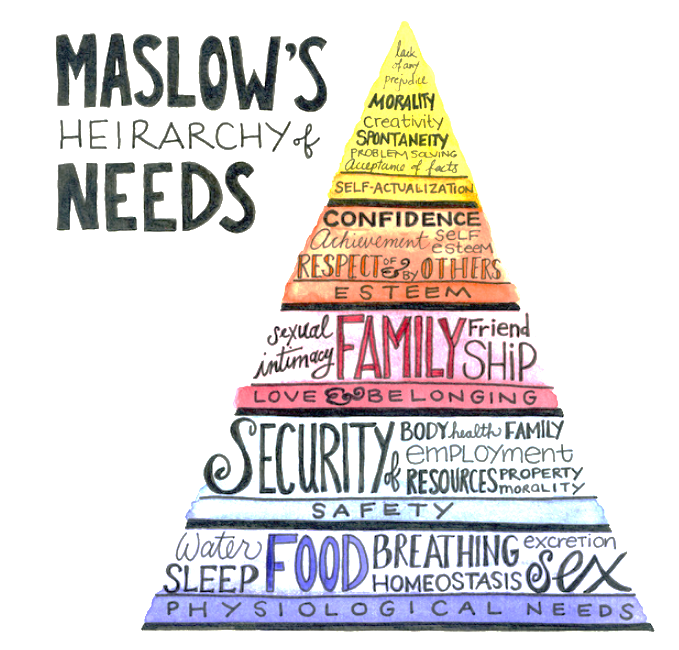 MASLOW'S
HEIRARCHY of
NEEDS
lack
of any
prejudice
MORALITY
creativity
SPONTANEITY
PROBLEM SOLVING
Acceptance of facts
SELF-ACTUALIZATION
CONFIDENCE
Achievement SELF esteem
RESPECT OF & BY OTHERS
ESTEEM
sexual intimacy FAMILY Friend SHiP
LOVE & BELONGING
SECURITY of BODY health FAMILY
employment
RESOURCES PROPERTY
morality
SAFETY
Water FOOD BREATHING excretion
SLEEP HOMEOSTASIS sex
PHYSIOLOGICAL NEEDS